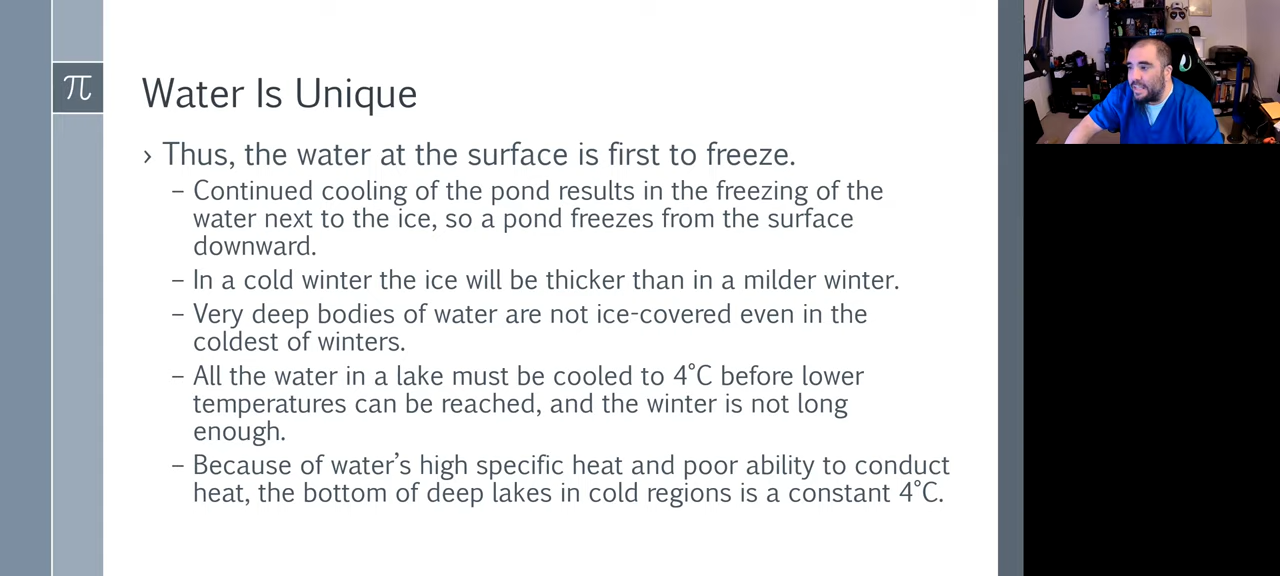 π
Water Is Unique
› Thus, the water at the surface is first to freeze.
– Continued cooling of the pond results in the freezing of the
water next to the ice, so a pond freezes from the surface
downward.
– In a cold winter the ice will be thicker than in a milder winter.
– Very deep bodies of water are not ice-covered even in the
coldest of winters.
– All the water in a lake must be cooled to 4°C before lower
temperatures can be reached, and the winter is not long
enough.
– Because of water’s high specific heat and poor ability to conduct
heat, the bottom of deep lakes in cold regions is a constant 4°C.